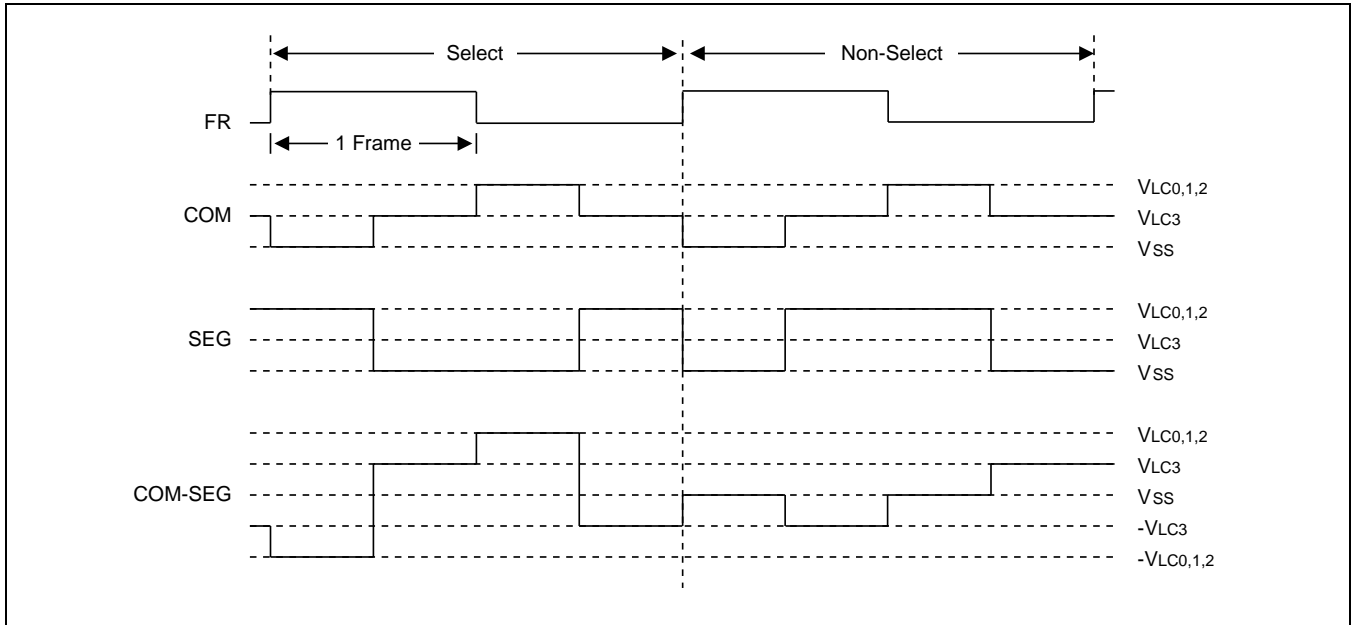 Select
Non-Select
FR
1 Frame
COM
VLC0,1,2
VLC3
VSS
SEG
VLC0,1,2
VLC3
VSS
COM-SEG
VLC0,1,2
VLC3
VSS
-VLC3
-VLC0,1,2